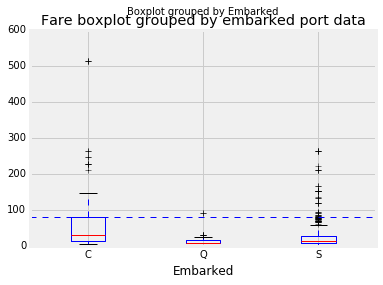 Boxplot grouped by Embarked
Fare boxplot grouped by embarked port data
600
500
400
300
200
100
0
C Q S
Embarked